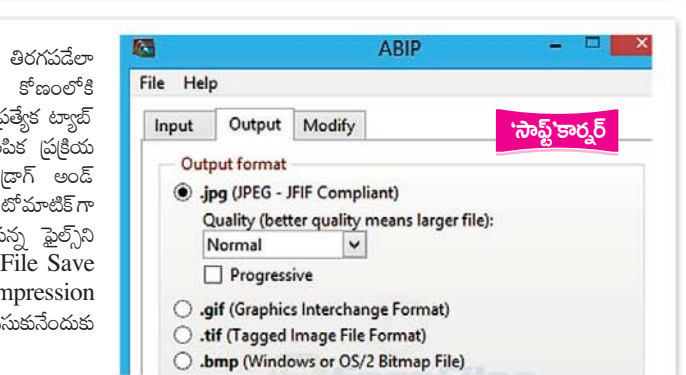 తిరగపడేలా
కోణంలోకి
ట్యాబ్
ప్రక్రియ
డ్రాగ్ అండ్
ఫైల్స్‌ని
File Save
ABIP
File Help
Input Output Modify
'సాఫ్ట్'కార్నర్
Output format
.jpg (JPEG - JFIF Compliant)
Quality (better quality means larger file):
Normal
Progressive
.gif (Graphics Interchange Format)
.tif (Tagged Image File Format)
.bmp (Windows or OS/2 Bitmap File)